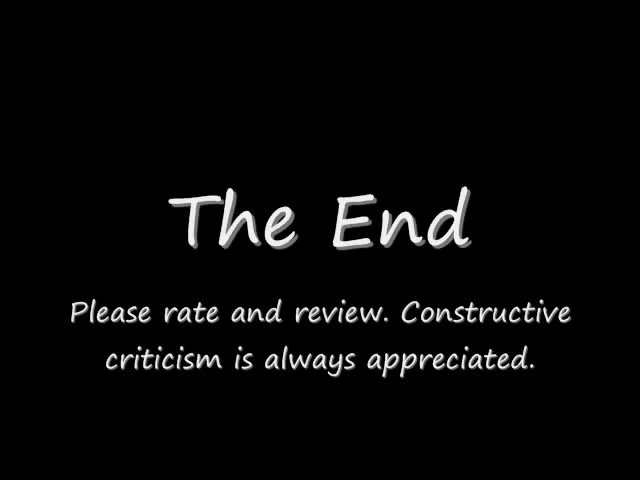 The End
Please rate and review. Constructive
criticism is always appreciated.